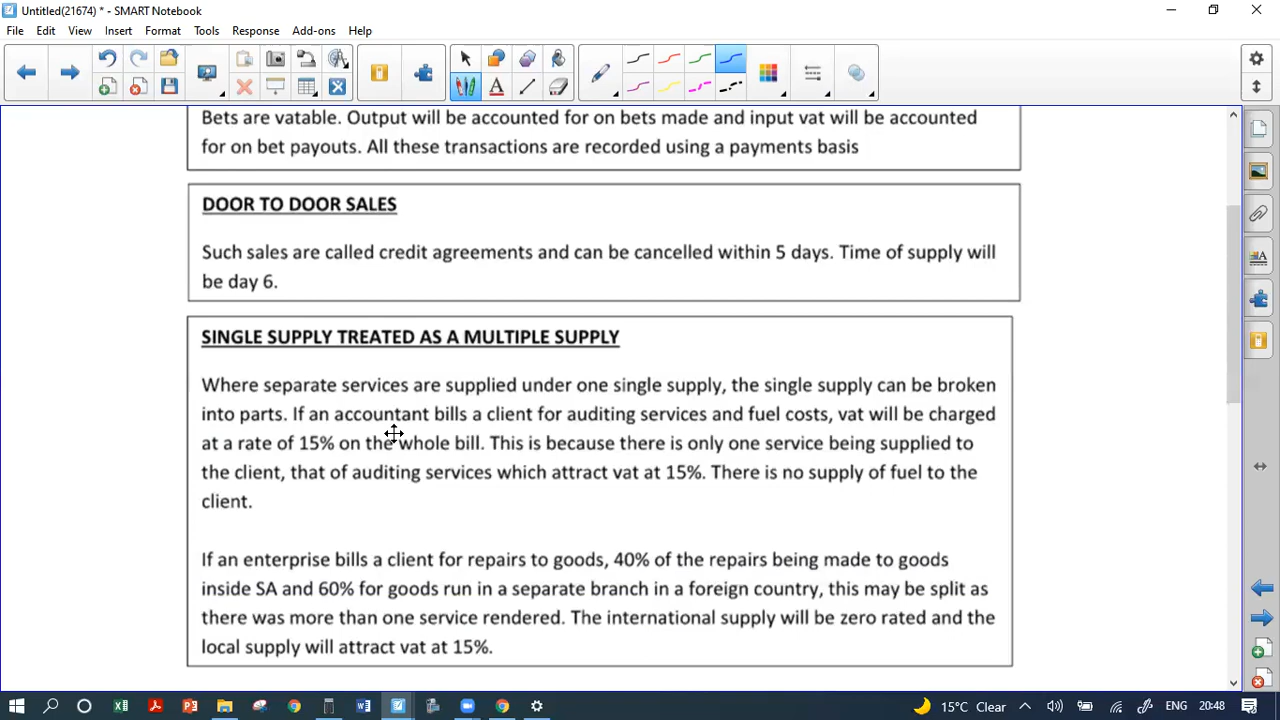 Untitled(21674) * - SMART Notebook
File Edit View Insert Format Tools Response Add-ons Help
Bets are vatable. Output will be accounted for on bets made and input vat will be accounted
for on bet payouts. All these transactions are recorded using a payments basis
DOOR TO DOOR SALES
Such sales are called credit agreements and can be cancelled within 5 days. Time of supply will
be day 6.
SINGLE SUPPLY TREATED AS A MULTIPLE SUPPLY
Where separate services are supplied under one single supply, the single supply can be broken
into parts. If an accountant bills a client for auditing services and fuel costs, vat will be charged
at a rate of 15% on the whole bill. This is because there is only one service being supplied to
the client, that of auditing services which attract vat at 15%. There is no supply of fuel to the
client.
If an enterprise bills a client for repairs to goods, 40% of the repairs being made to goods
inside SA and 60% for goods run in a separate branch in a foreign country, this may be split as
there was more than one service rendered. The international supply will be zero rated and the
local supply will attract vat at 15%.
15°C Clear ENG 20:48